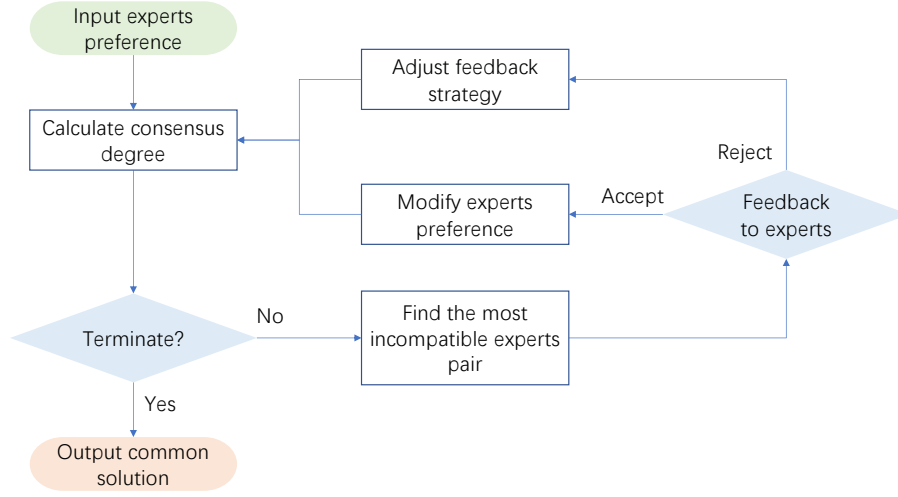 Input experts
preference
Adjust feedback
strategy
Calculate consensus
degree
Reject
Modify experts
preference
Accept
Feedback
to experts
Terminate?
No
Find the most
incompatible experts
pair
Yes
Output common
solution